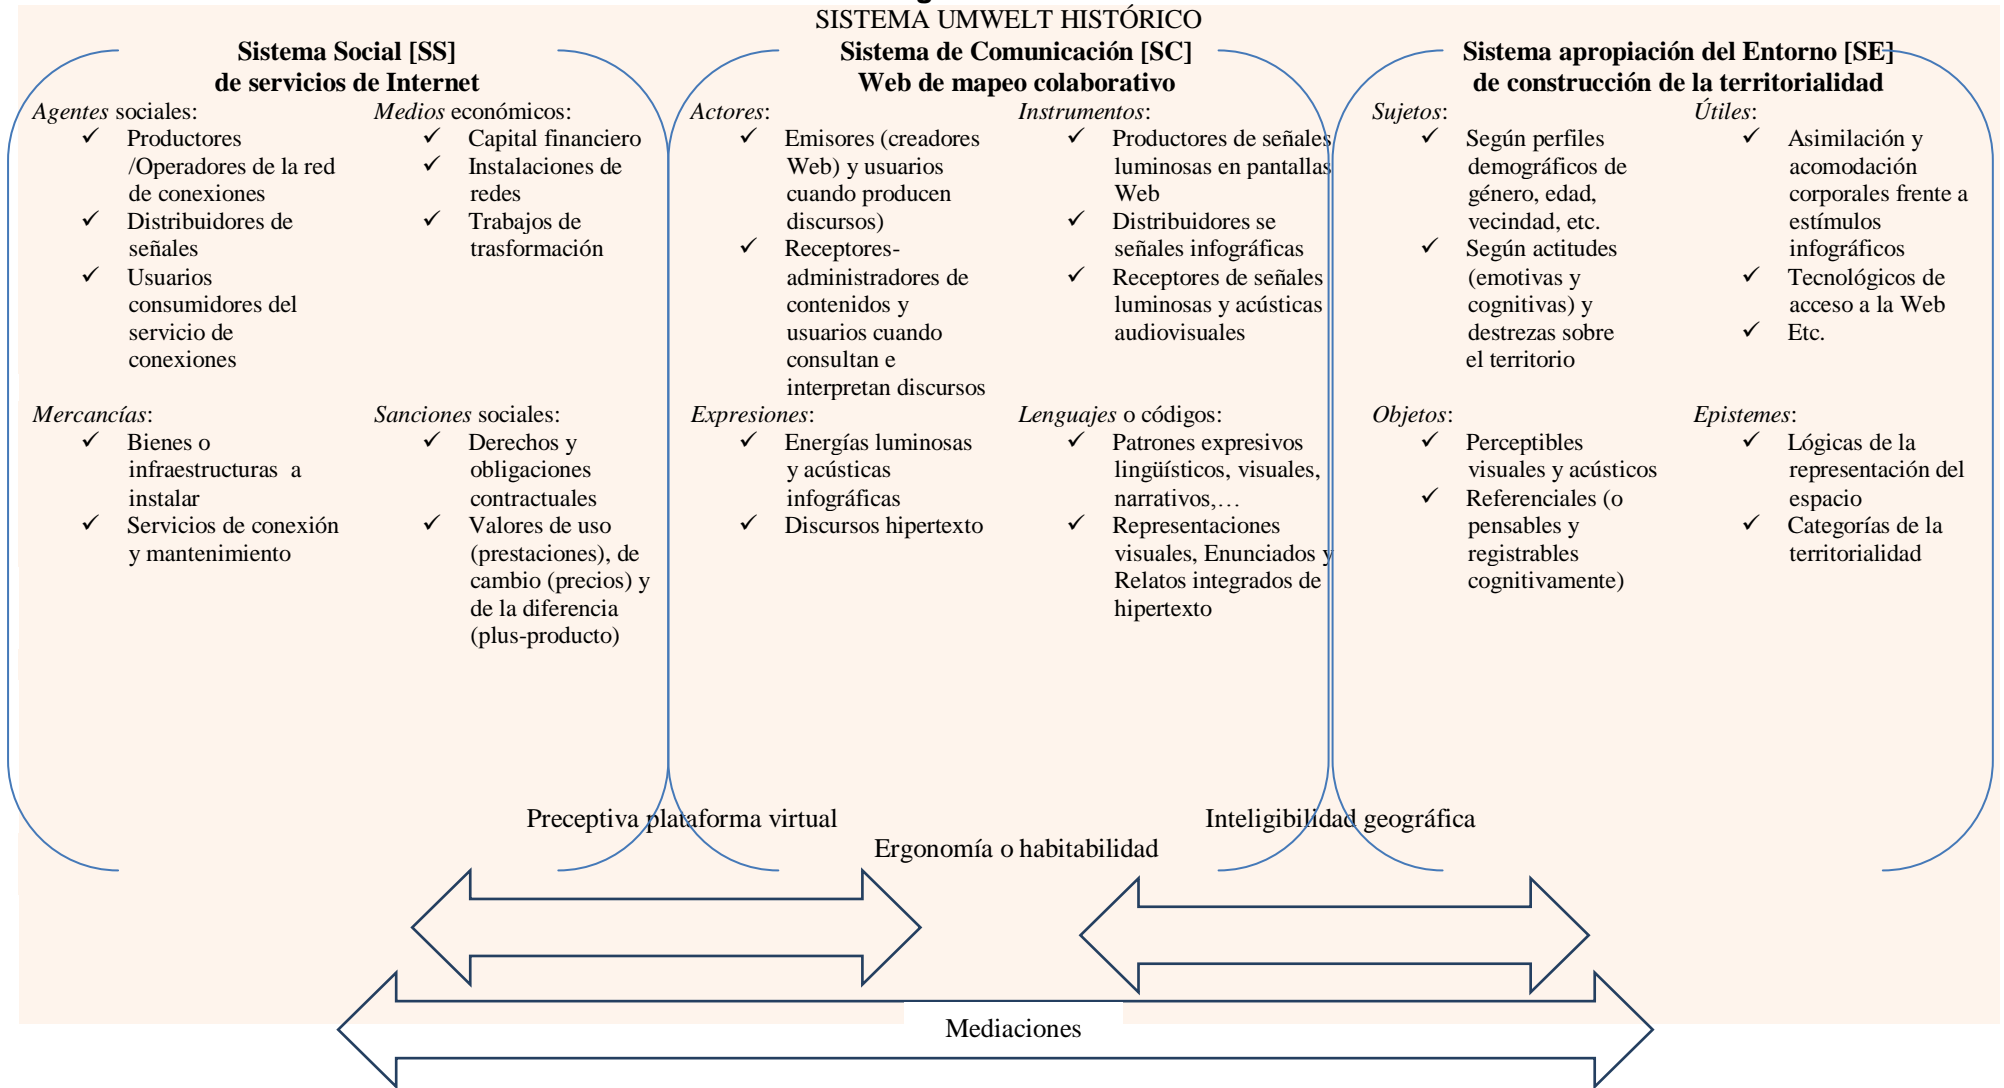 SISTEMA UMWELT HISTÓRICO
Sistema Social [SS]
de servicios de Internet
Agentes sociales:
✓ Productores
/Operadores de la red
de conexiones
✓ Distribuidores de
señales
✓ Usuarios
consumidores del
servicio de
conexiones
Medios económicos:
✓ Capital financiero
✓ Instalaciones de
redes
✓ Trabajos de
trasformación
Mercancías:
✓ Bienes o
infraestructuras a
instalar
✓ Servicios de conexión
y mantenimiento
Sanciones sociales:
✓ Derechos y
obligaciones
contractuales
✓ Valores de uso
(prestaciones), de
cambio (precios) y
de la diferencia
(plus-producto)
Sistema de Comunicación [SC]
Web de mapeo colaborativo
Actores:
✓ Emisores (creadores
Web) y usuarios
cuando producen
discursos)
✓ Receptores-
administradores de
contenidos y
usuarios cuando
consultan e
interpretan discursos
Instrumentos:
✓ Productores de señales
luminosas en pantallas
Web
✓ Distribuidores se
señales infográficas
✓ Receptores de señales
luminosas y acústicas
audiovisuales
Expresiones:
✓ Energías luminosas
y acústicas
infográficas
✓ Discursos hipertexto
Lenguajes o códigos:
✓ Patrones expresivos
lingüísticos, visuales,
narrativos,…
✓ Representaciones
visuales, Enunciados y
Relatos integrados de
hipertexto
Sistema apropiación del Entorno [SE]
de construcción de la territorialidad
Sujetos:
✓ Según perfiles
demográficos de
género, edad,
vecindad, etc.
✓ Según actitudes
(emotivas y
cognitivas) y
destrezas sobre
el territorio
Útiles:
✓ Asimilación y
acomodación
corporales frente a
estímulos
infográficos
✓ Tecnológicos de
acceso a la Web
✓ Etc.
Objetos:
✓ Perceptibles
visuales y acústicos
✓ Referenciales (o
pensables y
registrables
cognitivamente)
Epistemes:
✓ Lógicas de la
representación del
espacio
✓ Categorías de la
territorialidad
Preceptiva plataforma virtual
Inteligibilidad geográfica
Ergonomía o habitabilidad
Mediaciones